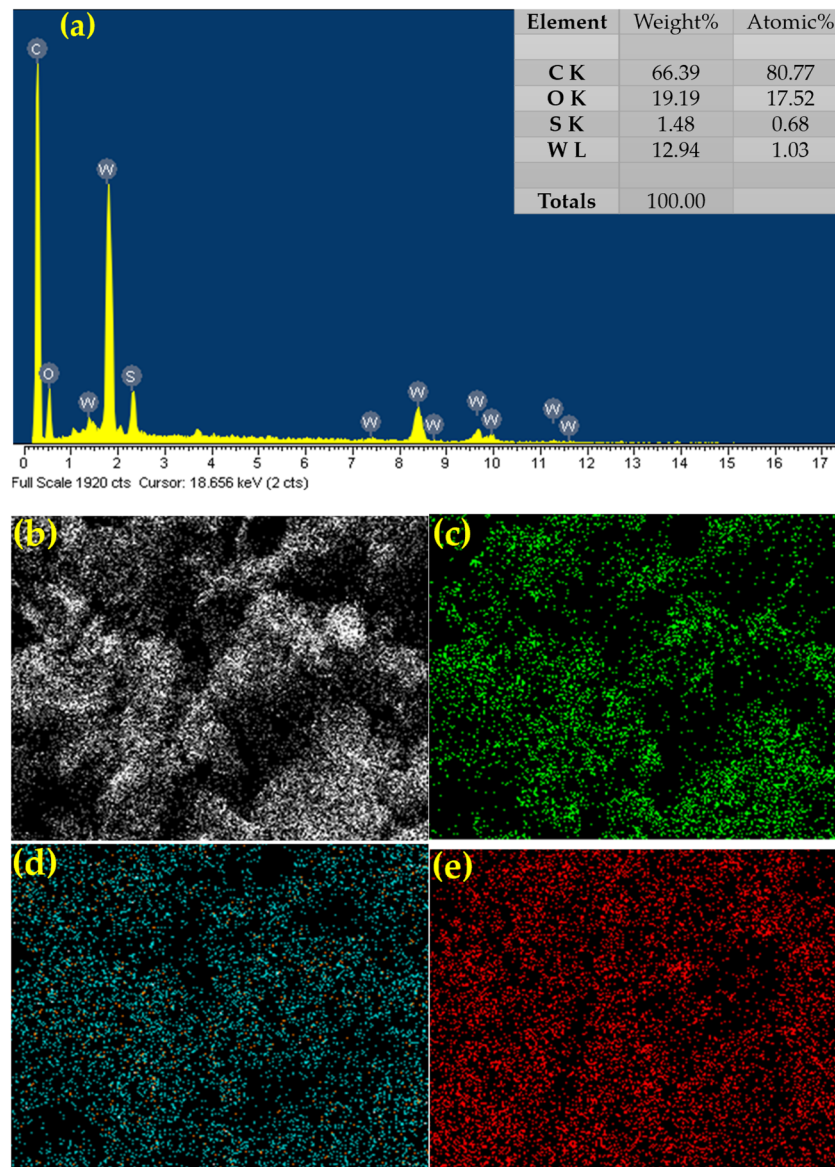 (a)
Element Weight% Atomic%
C K 66.39 80.77
O K 19.19 17.52
S K 1.48 0.68
W L 12.94 1.03
Totals 100.00
C
W
O
W
S
W
W
W
W
W
W
W
0 1 2 3 4 5 6 7 8 9 10 11 12 13 14 15 16 17
Full Scale 1920 cts Cursor: 18.656 keV (2 cts)
(b)
(c)
(d)
(e)